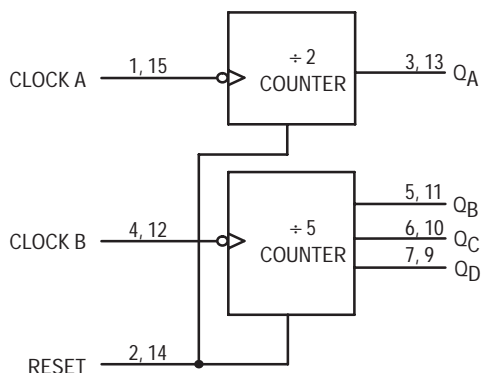 ÷ 2
COUNTER
CLOCK A
1, 15
3, 13
QA
÷ 5
COUNTER
CLOCK B
4, 12
5, 11
QB
6, 10
QC
7, 9
QD
RESET
2, 14